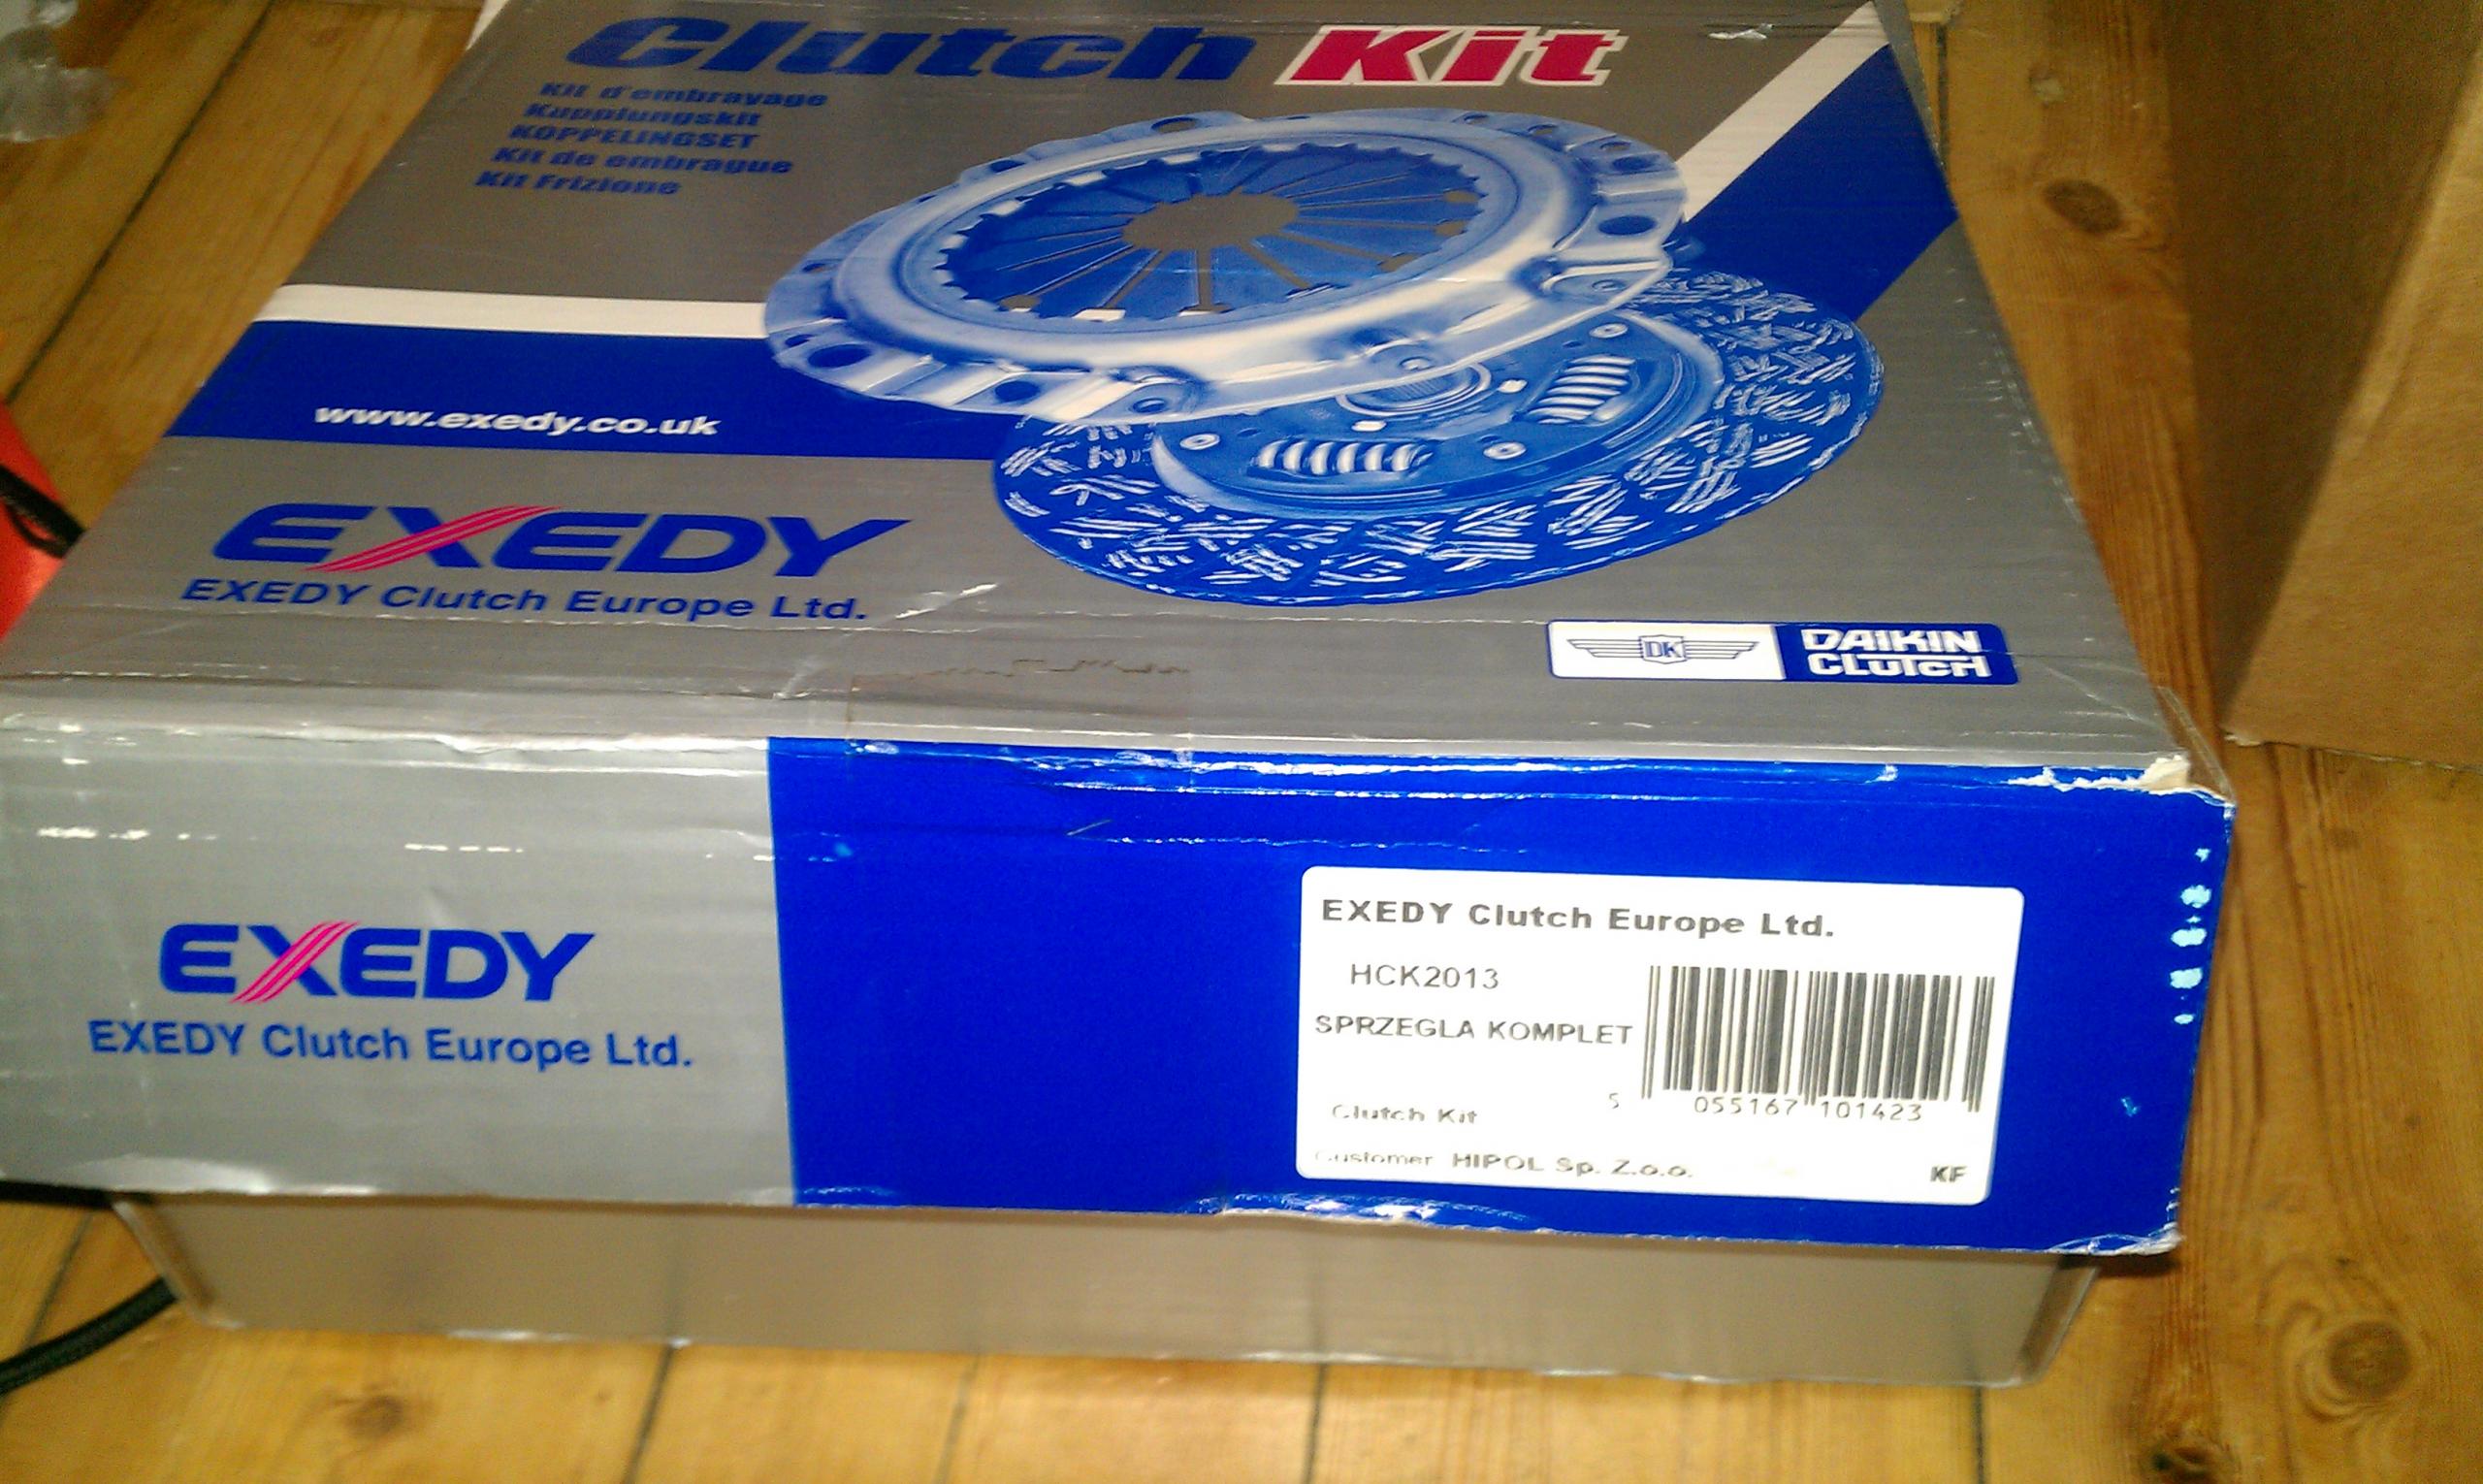 Clutch Kit
Kit d'embrayage
Kupplungskit
KOPPELINGSET
Kit de embrague
Kit Frizione
www.exedy.co.uk
EXEDY
EXEDY Clutch Europe Ltd.
DK
DAIKIN
CLUTCH
EXEDY
EXEDY Clutch Europe Ltd.
EXEDY Clutch Europe Ltd.
HCK2013
SPRZEGLA KOMPLET
5 055167 101423
Clutch Kit
Customer HIPOL Sp. Z.o.o.
KF